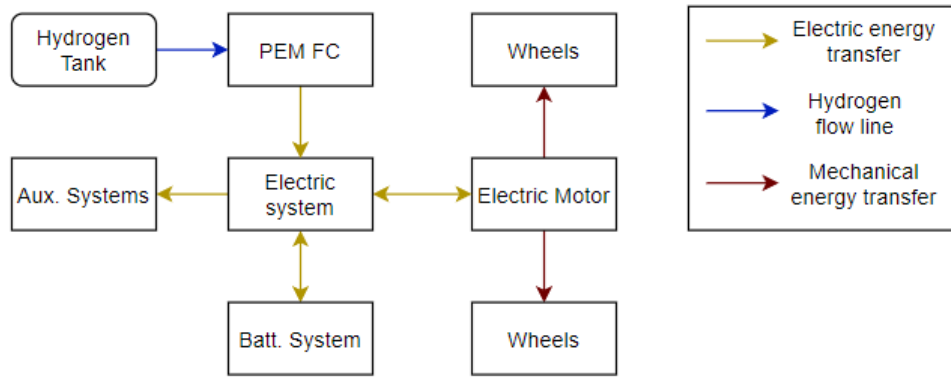 Hydrogen
Tank
PEM FC
Wheels
Aux. Systems
Electric
system
Electric Motor
Batt. System
Wheels
Electric energy
transfer
Hydrogen
flow line
Mechanical
energy transfer